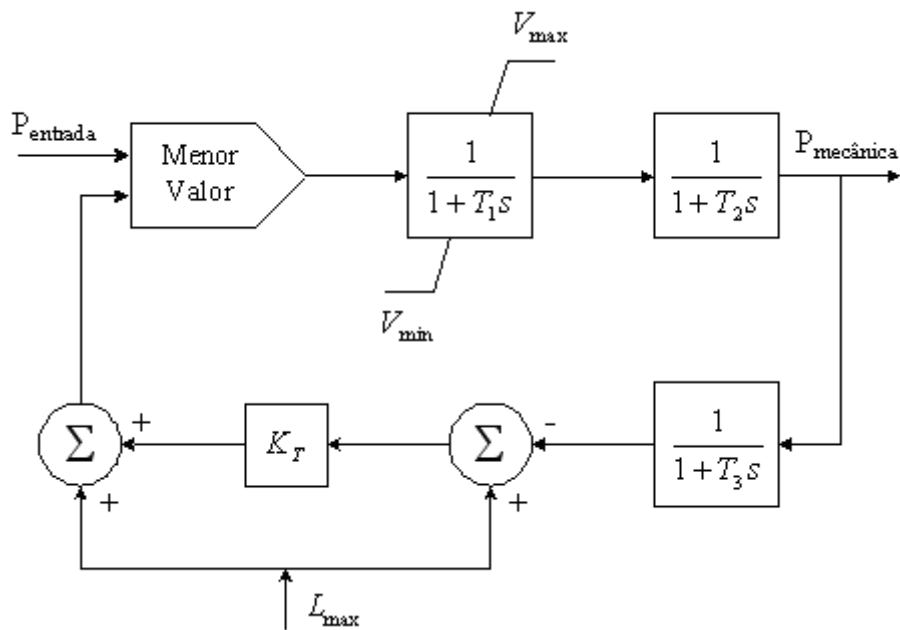 V_max
P_entrada
Menor
Valor
1
1 + T_1 s
1
1 + T_2 s
P_mecânica
V_min
Σ
+
+
K_T
Σ
-
+
1
1 + T_3 s
L_max